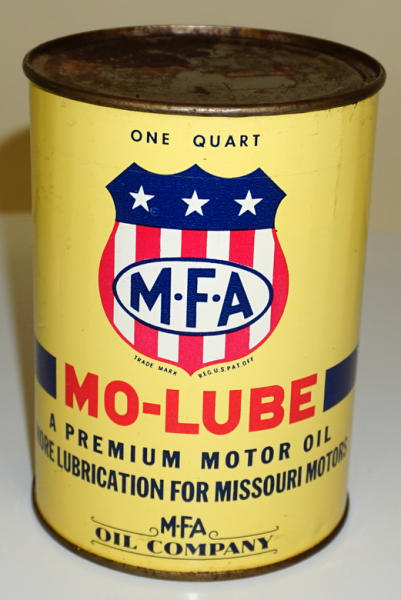 ONE QUART
M·F·A
TRADE MARK REG. U.S. PAT. OFF.
MO-LUBE
A PREMIUM MOTOR OIL
MORE LUBRICATION FOR MISSOURI MOTORS
M·F·A
OIL COMPANY